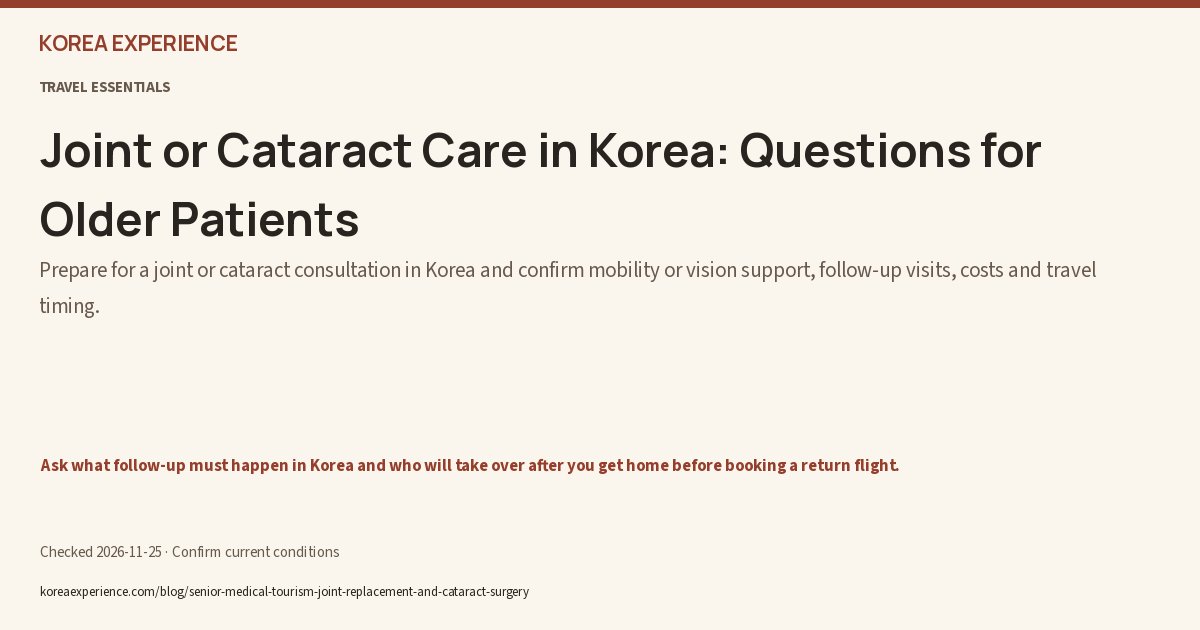 KOREA EXPERIENCE
TRAVEL ESSENTIALS
Joint or Cataract Care in Korea: Questions for
Older Patients
Prepare for a joint or cataract consultation in Korea and confirm mobility or vision support, follow-up visits, costs and travel
timing.
Ask what follow-up must happen in Korea and who will take over after you get home before booking a return flight.
Checked 2026-11-25 · Confirm current conditions
koreaexperience.com/blog/senior-medical-tourism-joint-replacement-and-cataract-surgery